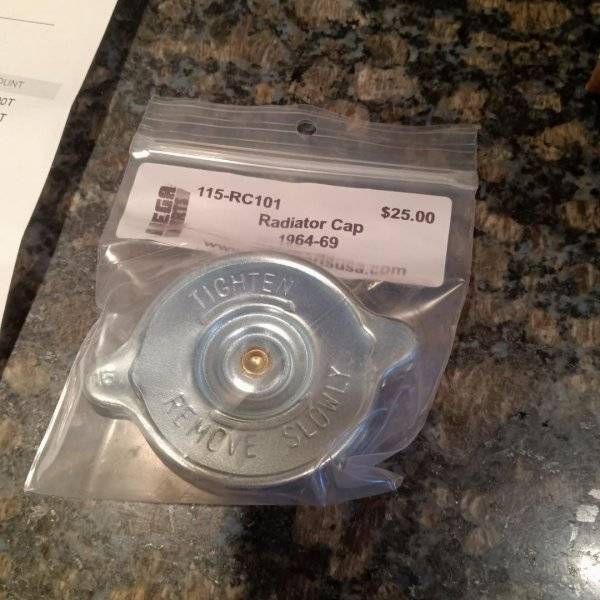 115-RC101
$25.00
Radiator Cap
1964-69
TIGHTEN
REMOVE SLOWLY